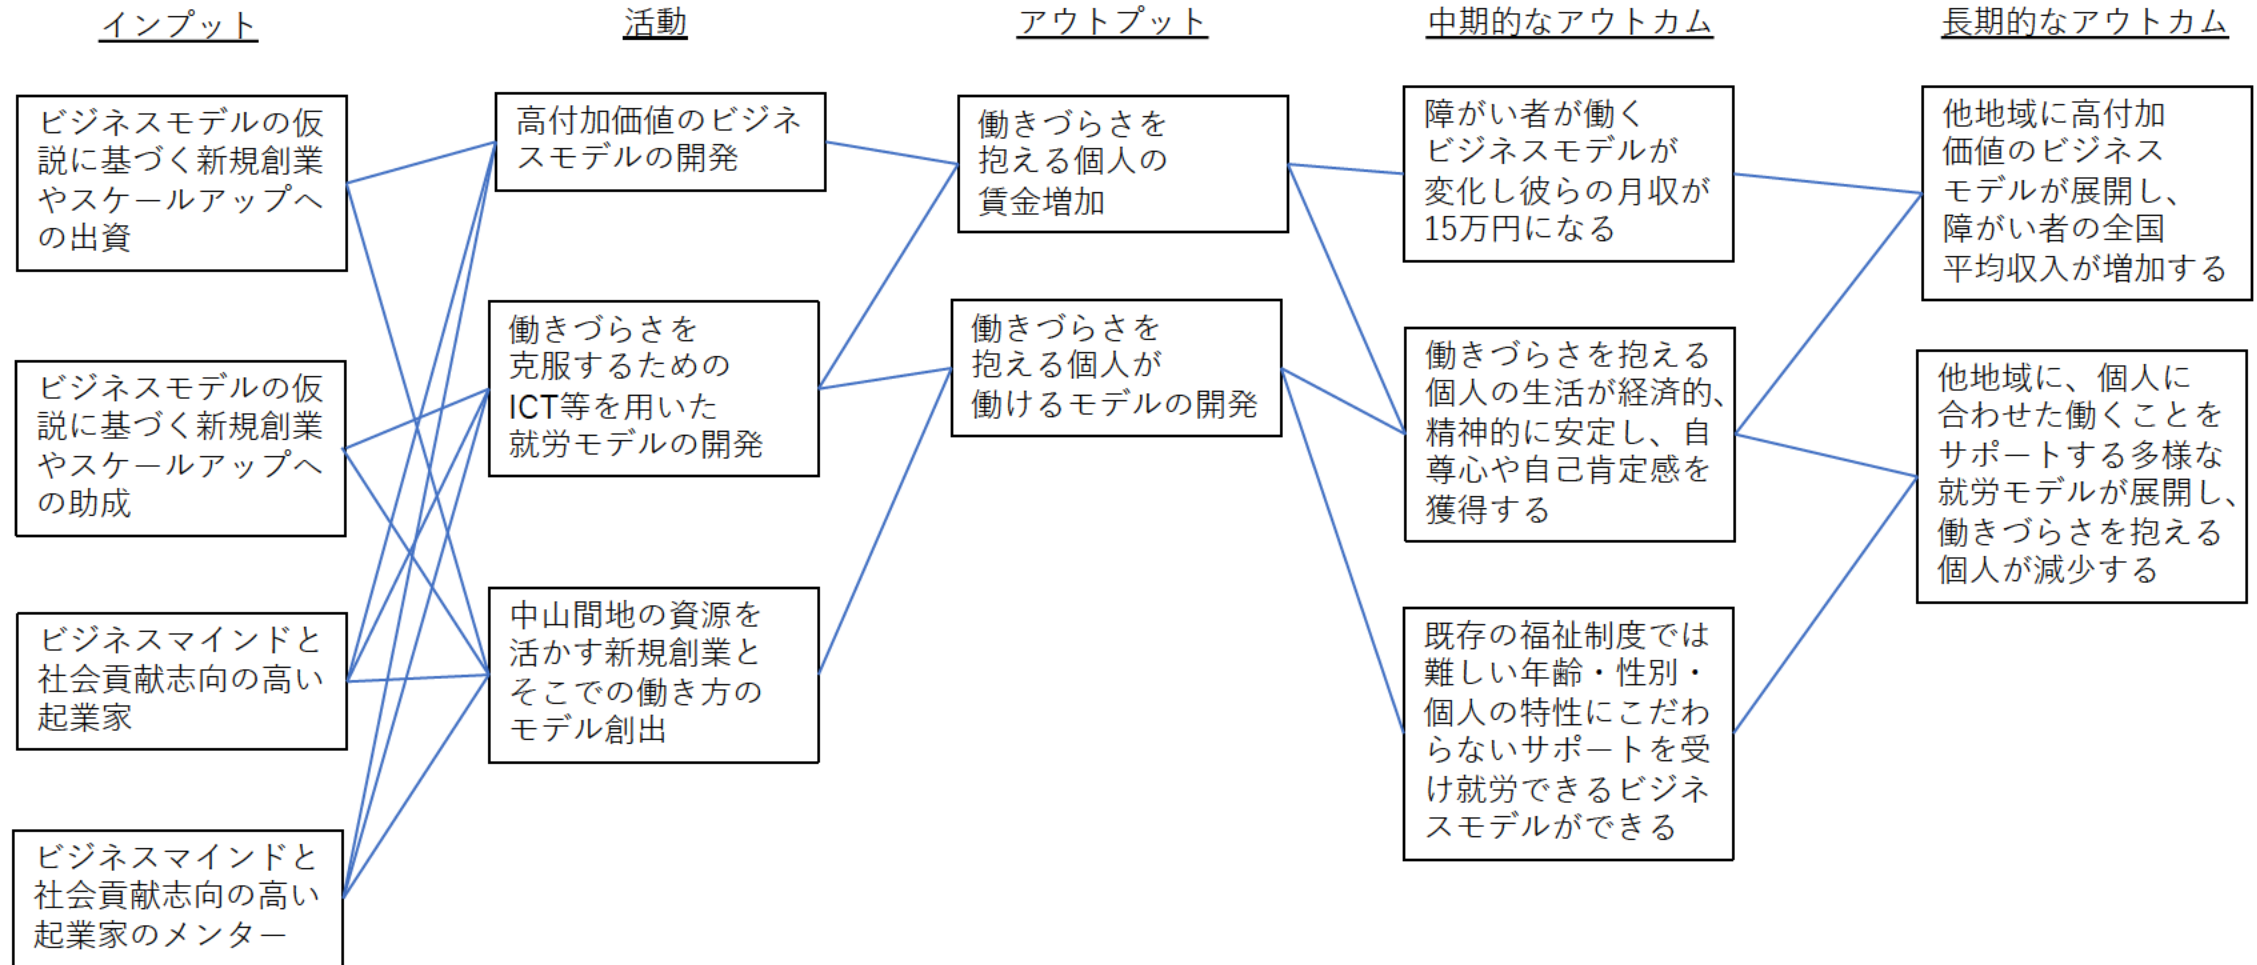 インプット
活動
アウトプット
中期的なアウトカム
長期的なアウトカム
ビジネスモデルの仮
説に基づく新規創業
やスケールアップへ
の出資
ビジネスモデルの仮
説に基づく新規創業
やスケールアップへ
の助成
ビジネスマインドと
社会貢献志向の高い
起業家
ビジネスマインドと
社会貢献志向の高い
起業家のメンター
高付加価値のビジネ
スモデルの開発
働きづらさを
克服するための
ICT等を用いた
就労モデルの開発
中山間地の資源を
活かす新規創業と
そこでの働き方の
モデル創出
働きづらさを
抱える個人の
賃金増加
働きづらさを
抱える個人が
働けるモデルの開発
障がい者が働く
ビジネスモデルが
変化し彼らの月収が
15万円になる
働きづらさを抱える
個人の生活が経済的、
精神的に安定し、自
尊心や自己肯定感を
獲得する
既存の福祉制度では
難しい年齢・性別・
個人の特性にこだわ
らないサポートを受
け就労できるビジネ
スモデルができる
他地域に高付加
価値のビジネス
モデルが展開し、
障がい者の全国
平均収入が増加する
他地域に、個人に
合わせた働くことを
サポートする多様な
就労モデルが展開し、
働きづらさを抱える
個人が減少する